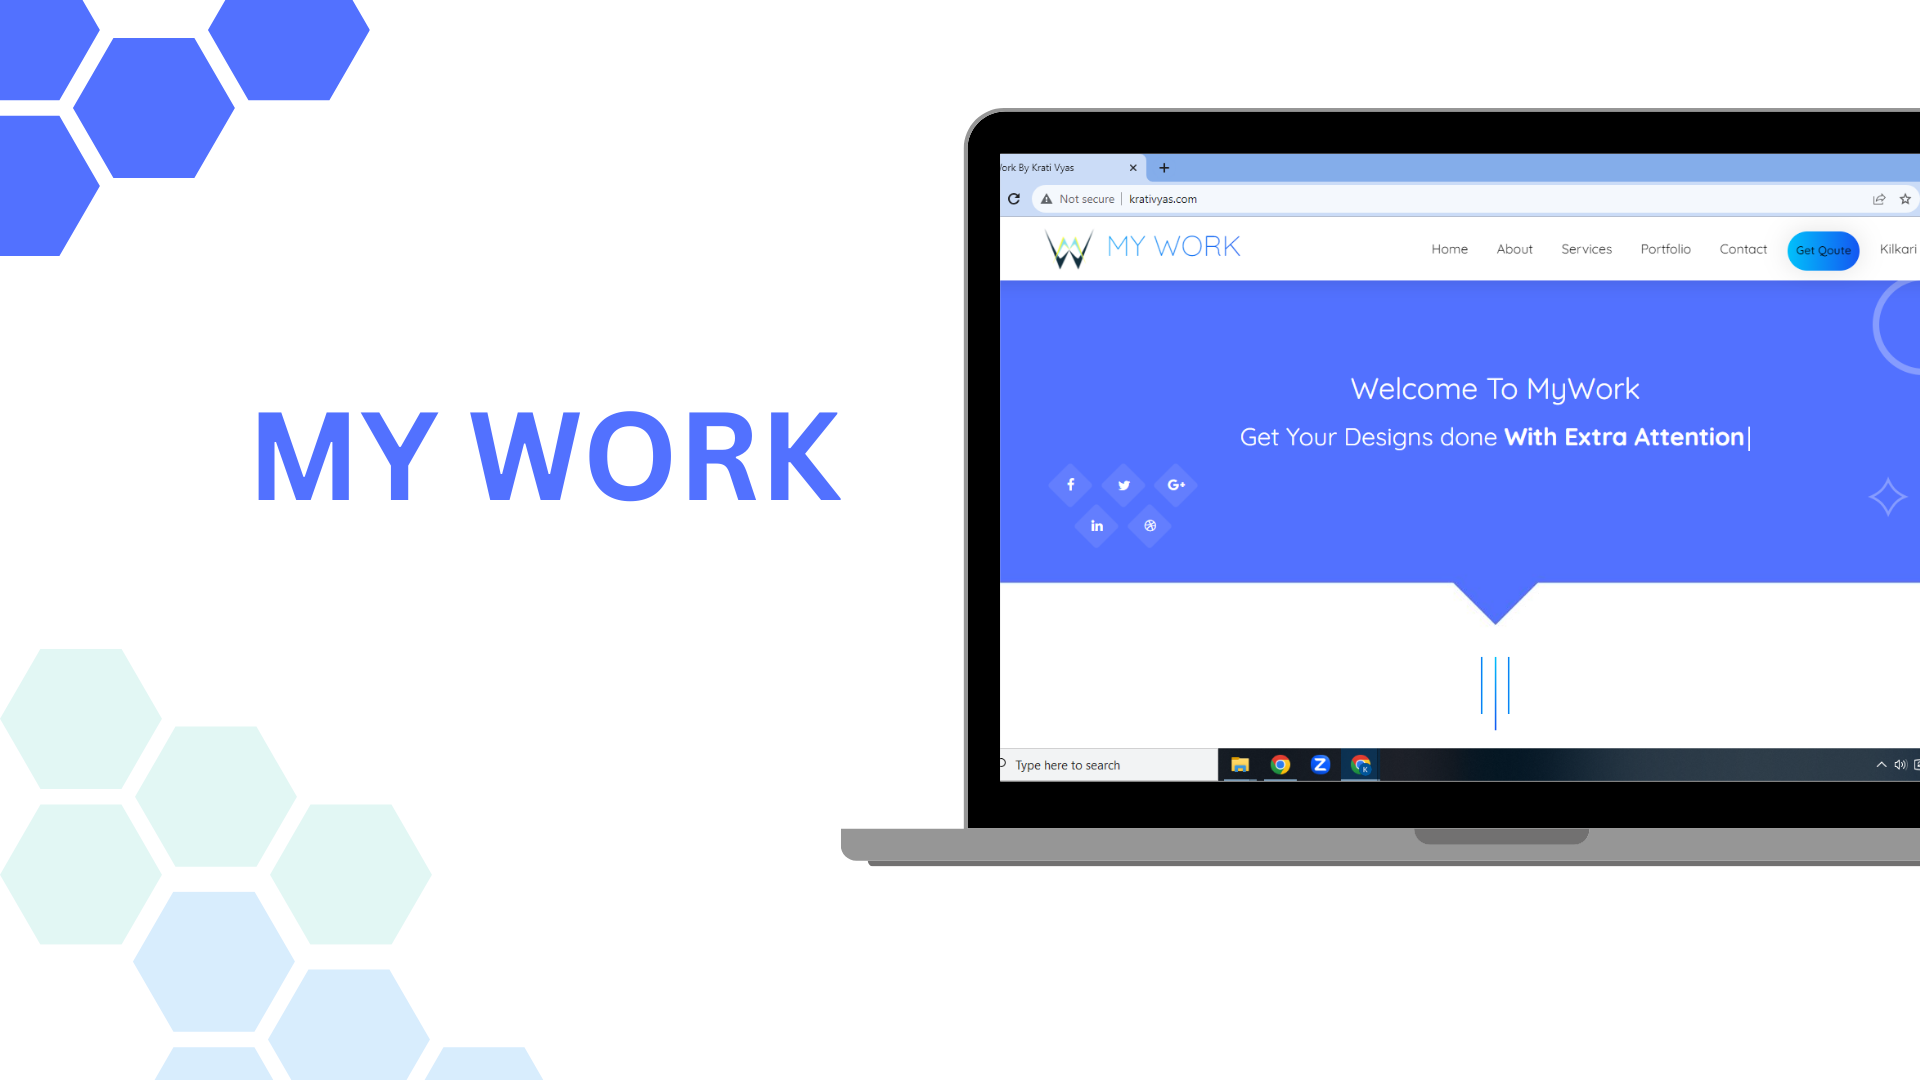 MY WORK
ork By Krati Vyas
Not secure krativyas.com
MY WORK
Home About Services Portfolio Contact Get Qoute Kilkari
Welcome To MyWork
Get Your Designs done With Extra Attention
Type here to search